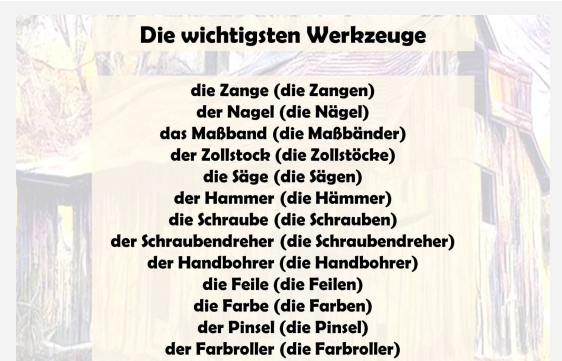 Die wichtigsten Werkzeuge
die Zange (die Zangen)
der Nagel (die Nägel)
das Maßband (die Maßbänder)
der Zollstock (die Zollstöcke)
die Säge (die Sägen)
der Hammer (die Hämmer)
die Schraube (die Schrauben)
der Schraubendreher (die Schraubendreher)
der Handbohrer (die Handbohrer)
die Feile (die Feilen)
die Farbe (die Farben)
der Pinsel (die Pinsel)
der Farbroller (die Farbroller)